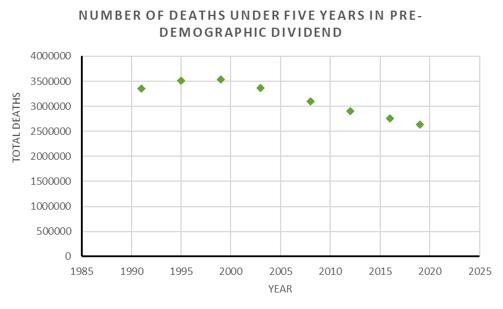 NUMBER OF DEATHS UNDER FIVE YEARS IN PRE-
DEMOGRAPHIC DIVIDEND
4000000
3500000
3000000
2500000
2000000
1500000
1000000
500000
0
TOTAL DEATHS
1985 1990 1995 2000 2005 2010 2015 2020 2025
YEAR